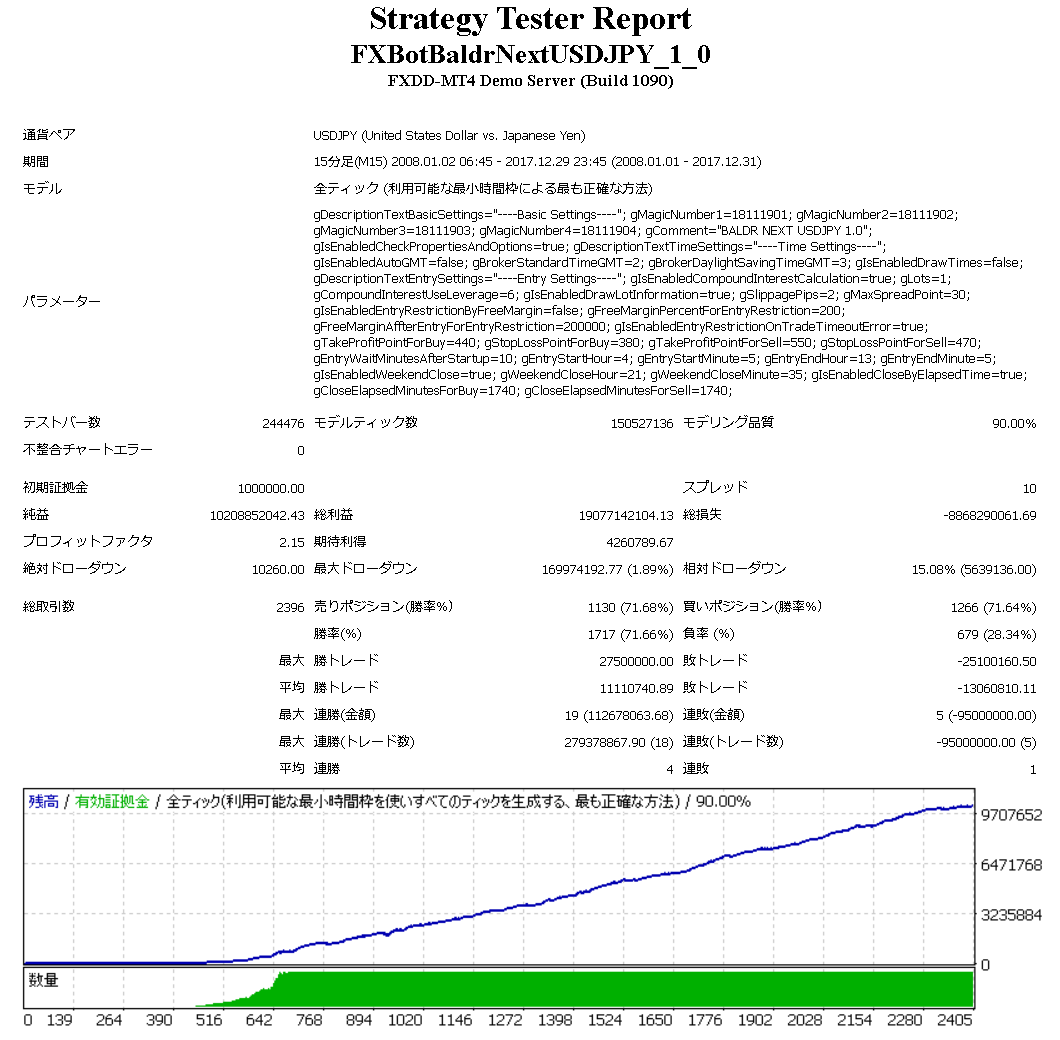 Strategy Tester Report
FXBotBaldrNextUSDJPY_1_0
FXDD-MT4 Demo Server (Build 1090)
通貨ペア USDJPY (United States Dollar vs. Japanese Yen)
期間 15分足(M15) 2008.01.02 06:45 - 2017.12.29 23:45 (2008.01.01 - 2017.12.31)
モデル 全ティック (利用可能な最小時間枠による最も正確な方法)
パラメーター
gDescriptionTextBasicSettings="----Basic Settings----"; gMagicNumber1=18111901; gMagicNumber2=18111902;
gMagicNumber3=18111903; gMagicNumber4=18111904; gComment="BALDR NEXT USDJPY 1.0";
gIsEnabledCheckPropertiesAndOptions=true; gDescriptionTextTimeSettings="----Time Settings----";
gIsEnabledAutoGMT=false; gBrokerStandardTimeGMT=2; gBrokerDaylightSavingTimeGMT=3; gIsEnabledDrawTimes=false;
gDescriptionTextEntrySettings="----Entry Settings----"; gIsEnabledCompoundInterestCalculation=true; gLots=1;
gCompoundInterestUseLeverage=6; gIsEnabledDrawLotInformation=true; gSlippagePips=2; gMaxSpreadPoint=30;
gIsEnabledEntryRestrictionByFreeMargin=false; gFreeMarginPercentForEntryRestriction=200;
gFreeMarginAffterEntryForEntryRestriction=200000; gIsEnabledEntryRestrictionOnTradeTimeoutError=true;
gTakeProfitPointForBuy=440; gStopLossPointForBuy=380; gTakeProfitPointForSell=550; gStopLossPointForSell=470;
gEntryWaitMinutesAfterStartup=10; gEntryStartHour=4; gEntryStartMinute=5; gEntryEndHour=13; gEntryEndMinute=5;
gIsEnabledWeekendClose=true; gWeekendCloseHour=21; gWeekendCloseMinute=35; gIsEnabledCloseByElapsedTime=true;
gCloseElapsedMinutesForBuy=1740; gCloseElapsedMinutesForSell=1740;
テストバー数 244476 モデルティック数 150527136 モデリング品質 90.00%
不整合チャートエラー 0
初期証拠金 1000000.00 スプレッド 10
純益 10208852042.43 総利益 19077142104.13 総損失 -8868290061.69
プロフィットファクタ 2.15 期待利得 4260789.67
絶対ドローダウン 10260.00 最大ドローダウン 169974192.77 (1.89%) 相対ドローダウン 15.08% (5639136.00)
総取引数 2396 売りポジション(勝率%) 1130 (71.68%) 買いポジション(勝率%) 1266 (71.64%)
勝率(%) 1717 (71.66%) 負率 (%) 679 (28.34%)
最大 勝トレード 27500000.00 敗トレード -25100160.50
平均 勝トレード 11110740.89 敗トレード -13060810.11
最大 連勝(金額) 19 (112678063.68) 連敗(金額) 5 (-95000000.00)
最大 連勝(トレード数) 279378867.90 (18) 連敗(トレード数) -95000000.00 (5)
平均 連勝 4 連敗 1
残高 / 有効証拠金 / 全ティック(利用可能な最小時間枠を使いすべてのティックを生成する、最も正確な方法) / 90.00%
9707652
6471768
3235884
0
数量
0 139 264 390 516 642 768 894 1020 1146 1272 1398 1524 1650 1776 1902 2028 2154 2280 2405